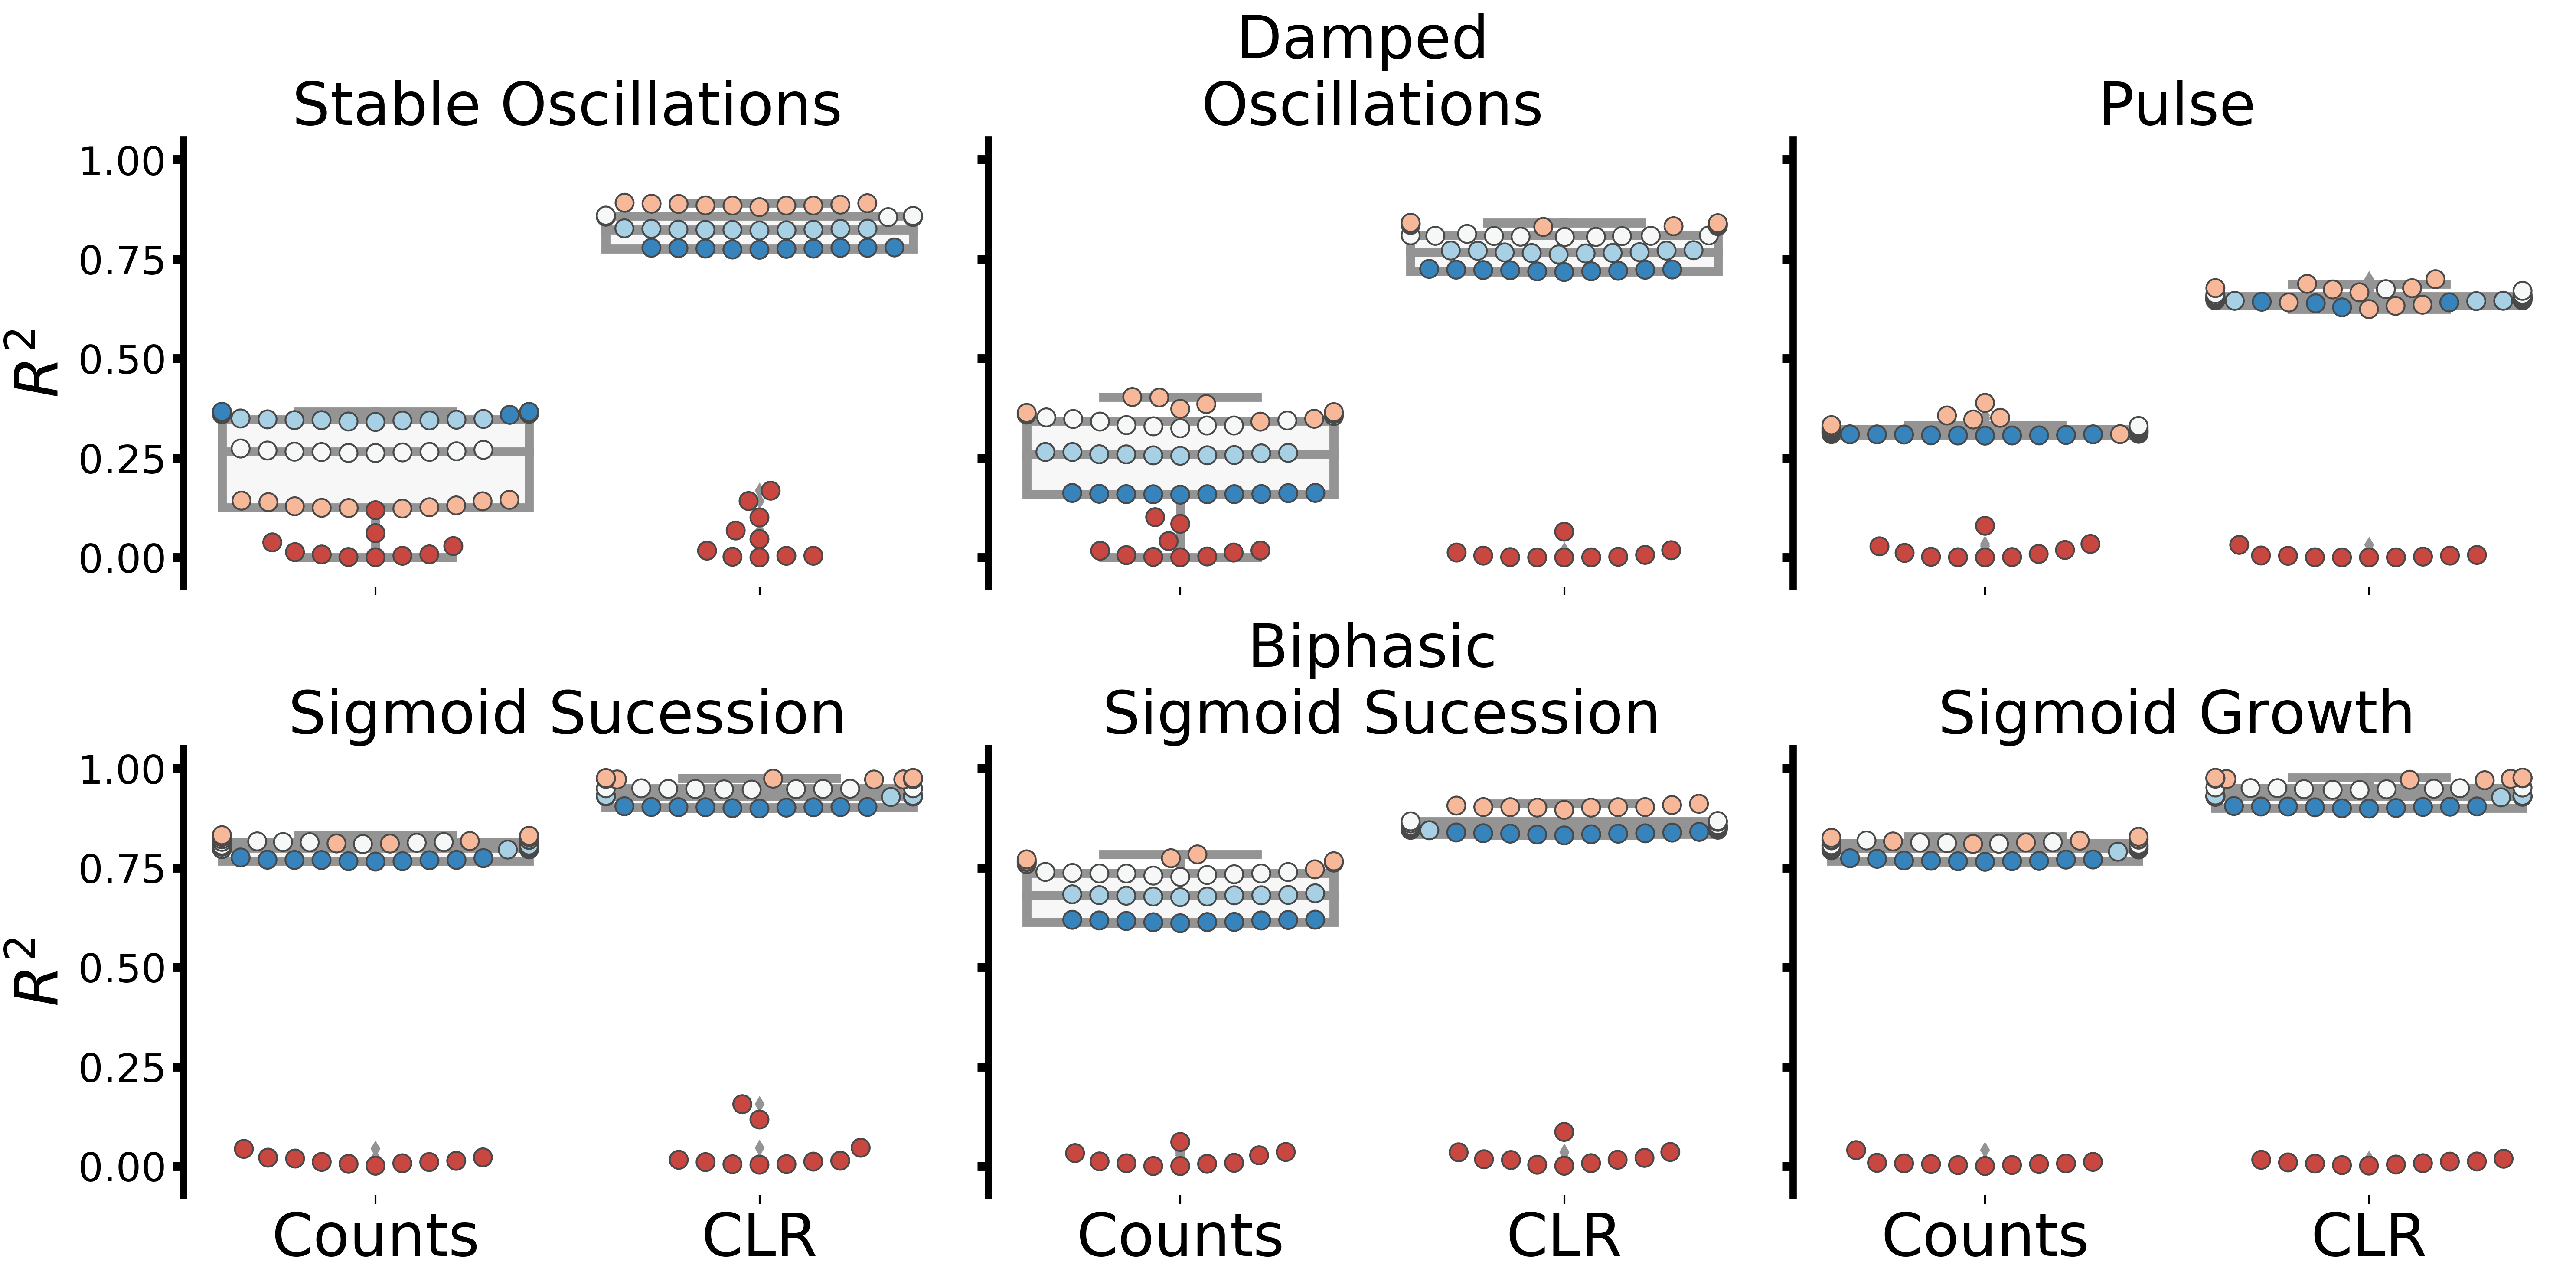 Damped
Stable Oscillations
Oscillations
Pulse
1.00
0.75
0.50
0.25
0.00
R²
Biphasic
Sigmoid Sucession
Sigmoid Sucession
Sigmoid Growth
1.00
0.75
0.50
0.25
0.00
R²
Counts
CLR
Counts
CLR
Counts
CLR